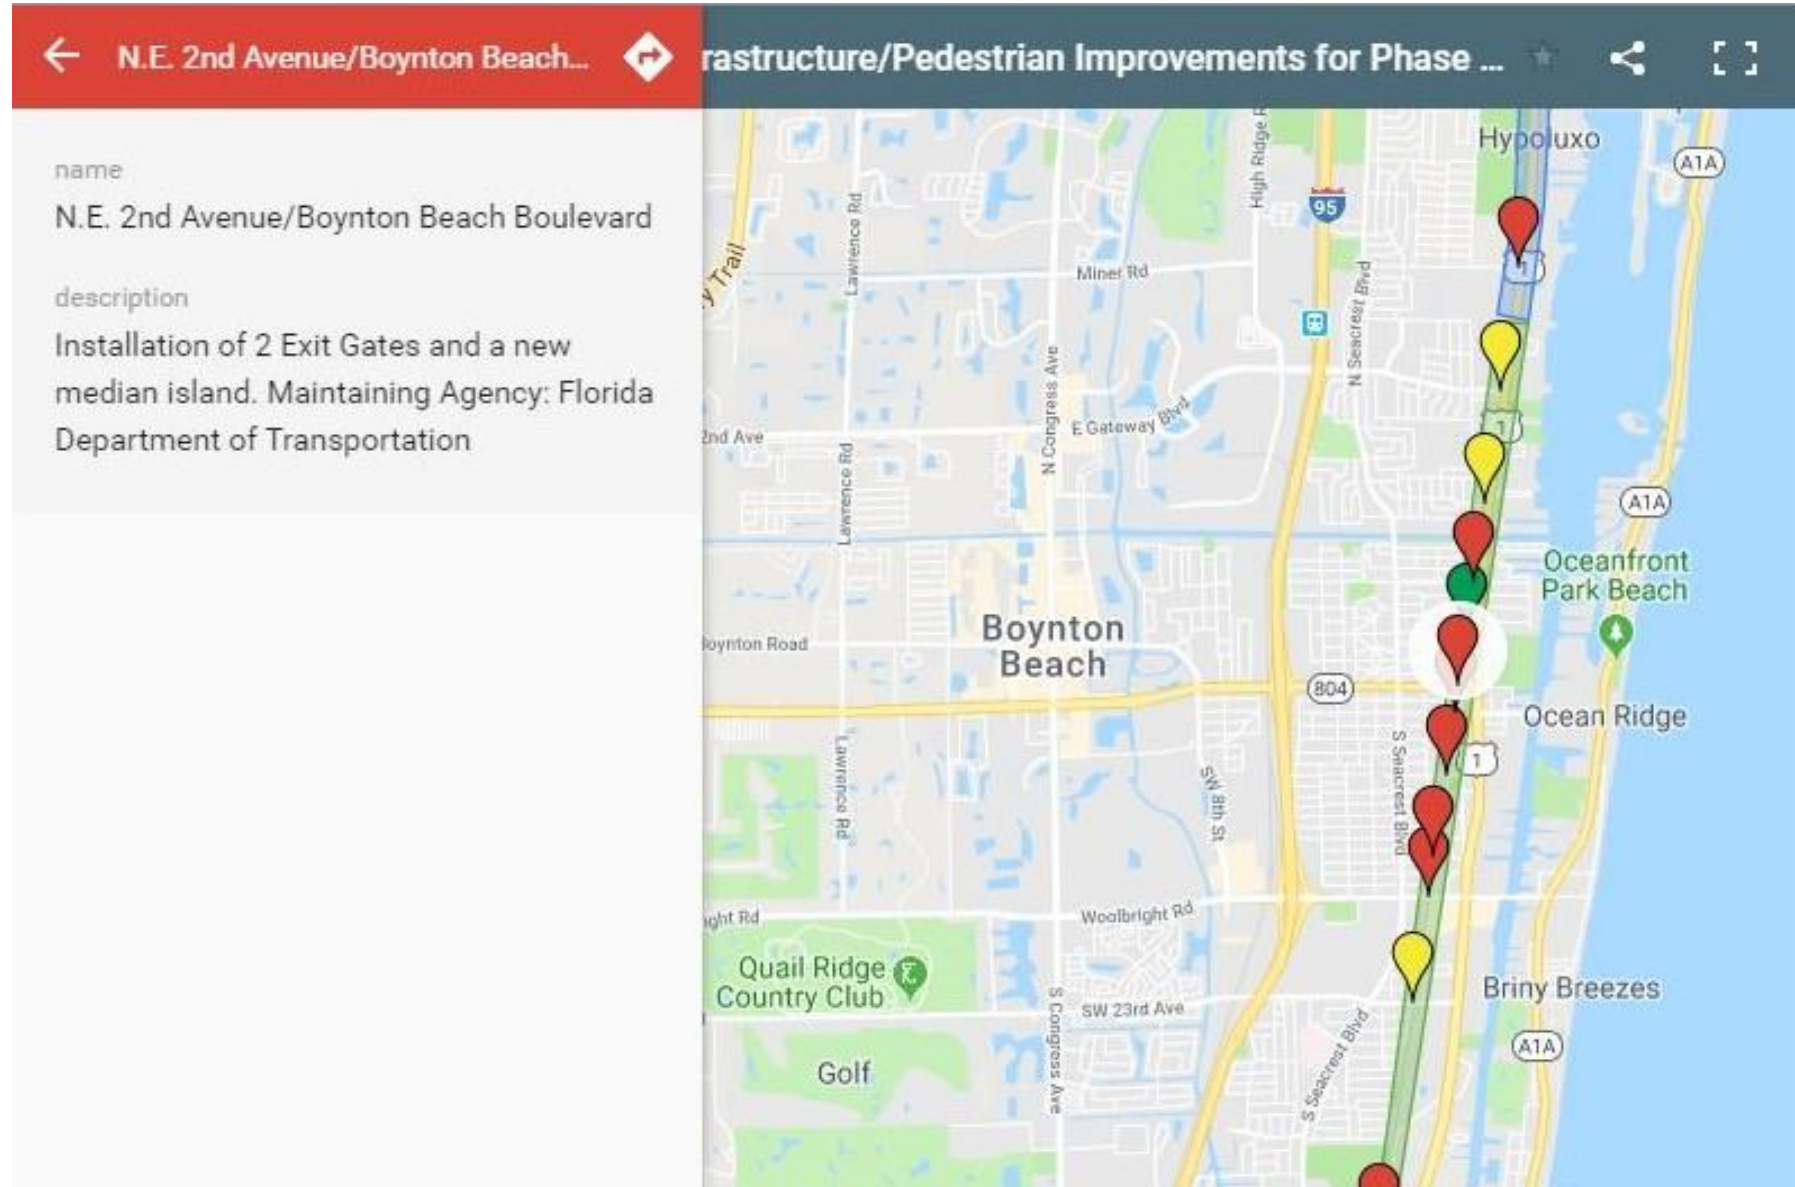 N.E. 2nd Avenue/Boynton Beach...
rastructure/Pedestrian Improvements for Phase ...
name
N.E. 2nd Avenue/Boynton Beach Boulevard
description
Installation of 2 Exit Gates and a new
median island. Maintaining Agency: Florida
Department of Transportation
Hypoluxo
A1A
High Ridge R
95
Lawrence Rd
y Trail
Miner Rd
1
N Seacrest Blvd
N Congress Ave
E Gateway Blvd
2nd Ave
1
Lawrence Rd
A1A
Oceanfront
Park Beach
Boynton
Beach
oynton Road
804
Ocean Ridge
1
S Seacrest Blvd
Lawrence Rd
SW 8th St
Woolbright Rd
ight Rd
Quail Ridge
Country Club
Briny Breezes
SW 23rd Ave
S Congress Ave
A1A
S Seacrest Blvd
Golf